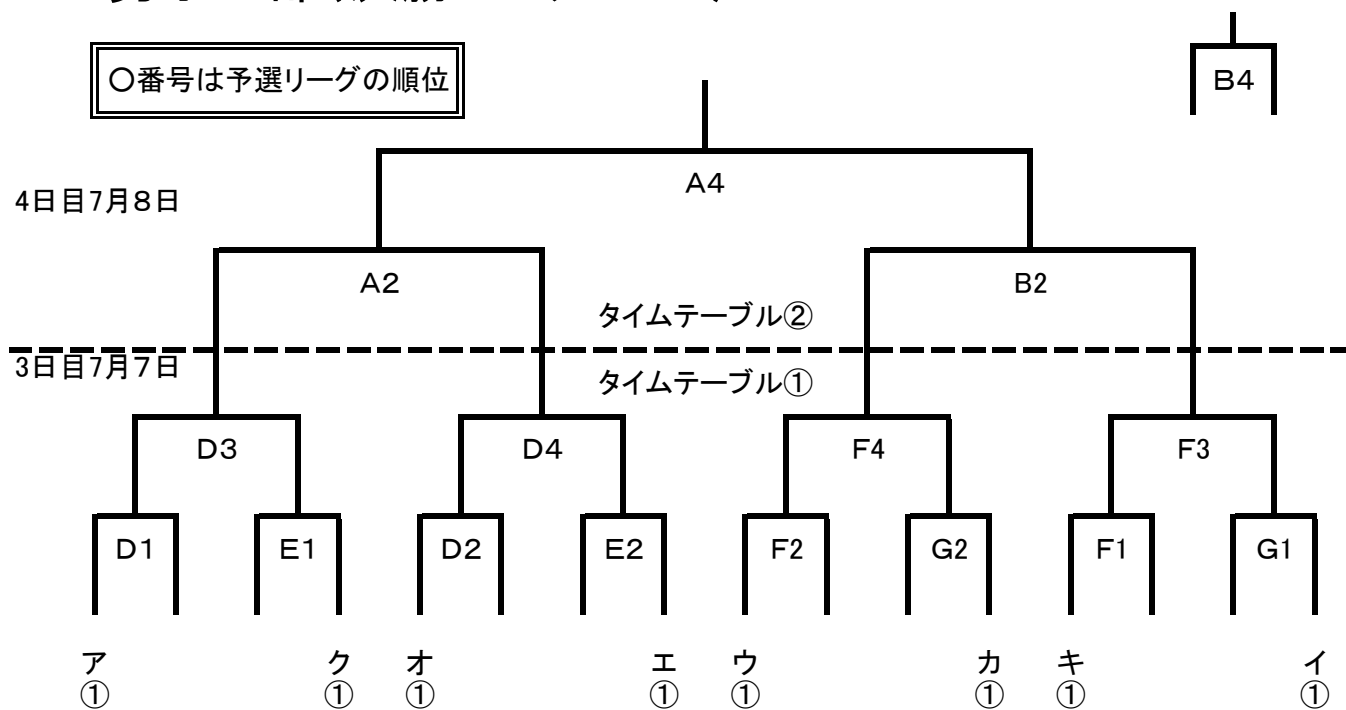 〇番号は予選リーグの順位
B4
A4
4日目7月8日
A2
B2
タイムテーブル②
3日目7月7日
タイムテーブル①
D3
D4
F4
F3
D1
E1
D2
E2
F2
G2
F1
G1
ア ク オ エ ウ カ キ イ
① ① ① ① ① ① ① ①